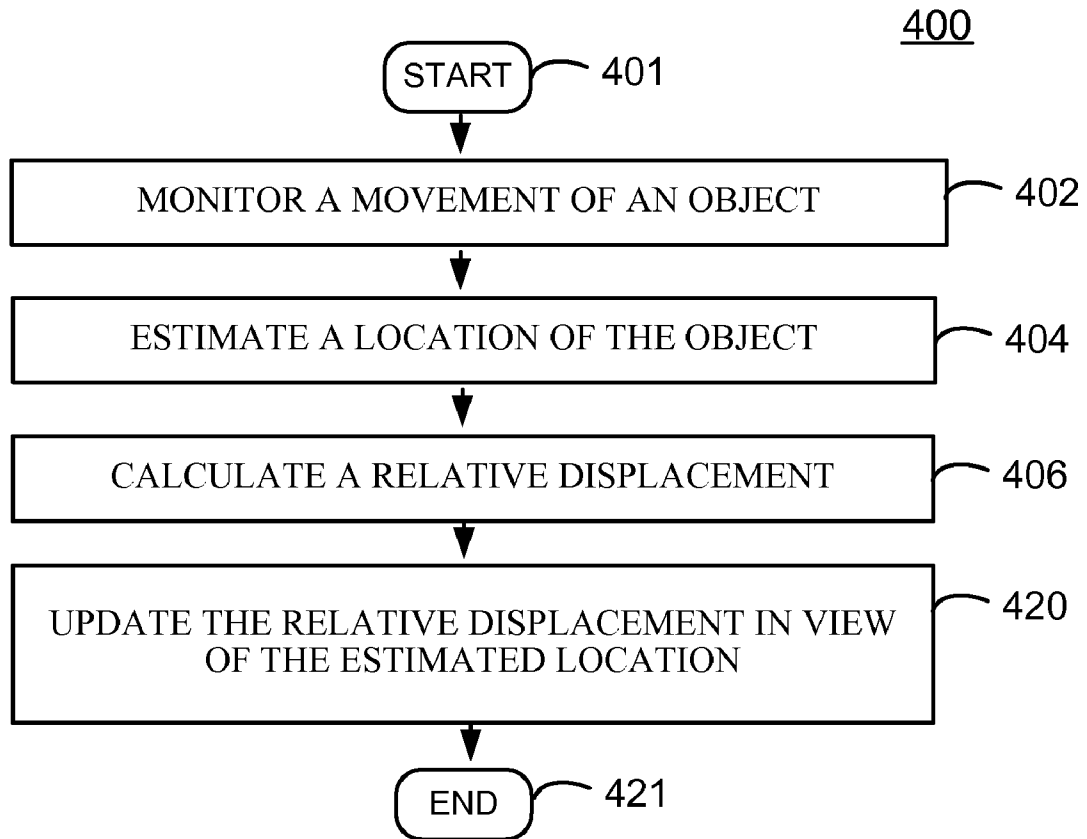 400
START 401
MONITOR A MOVEMENT OF AN OBJECT 402
ESTIMATE A LOCATION OF THE OBJECT 404
CALCULATE A RELATIVE DISPLACEMENT 406
UPDATE THE RELATIVE DISPLACEMENT IN VIEW 420
OF THE ESTIMATED LOCATION
END 421